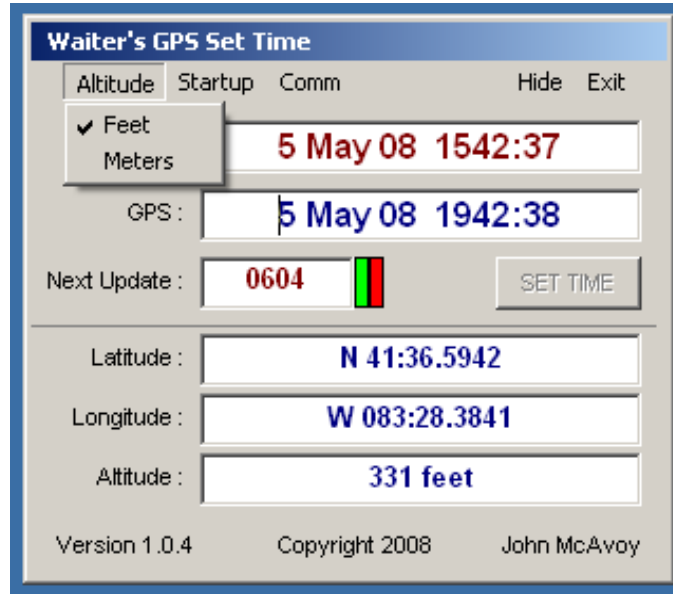 Waiter's GPS Set Time
Altitude Startup Comm Hide Exit
Feet
Meters
5 May 08 1542:37
GPS : 5 May 08 1942:38
Next Update : 0604 SET TIME
Latitude : N 41:36.5942
Longitude : W 083:28.3841
Altitude : 331 feet
Version 1.0.4 Copyright 2008 John McAvoy